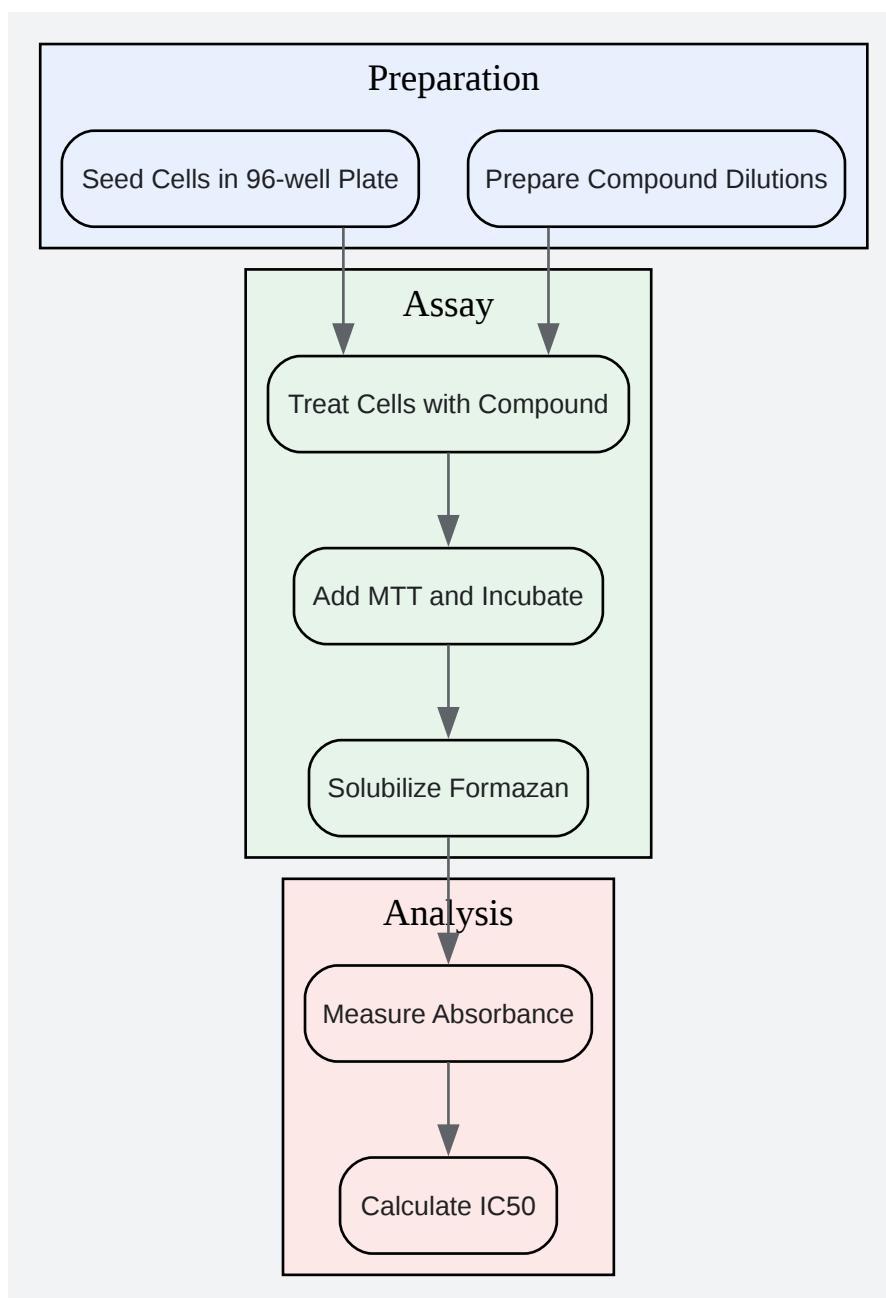 Preparation
Seed Cells in 96-well Plate
Prepare Compound Dilutions
Assay
Treat Cells with Compound
Add MTT and Incubate
Solubilize Formazan
Analysis
Measure Absorbance
Calculate IC50